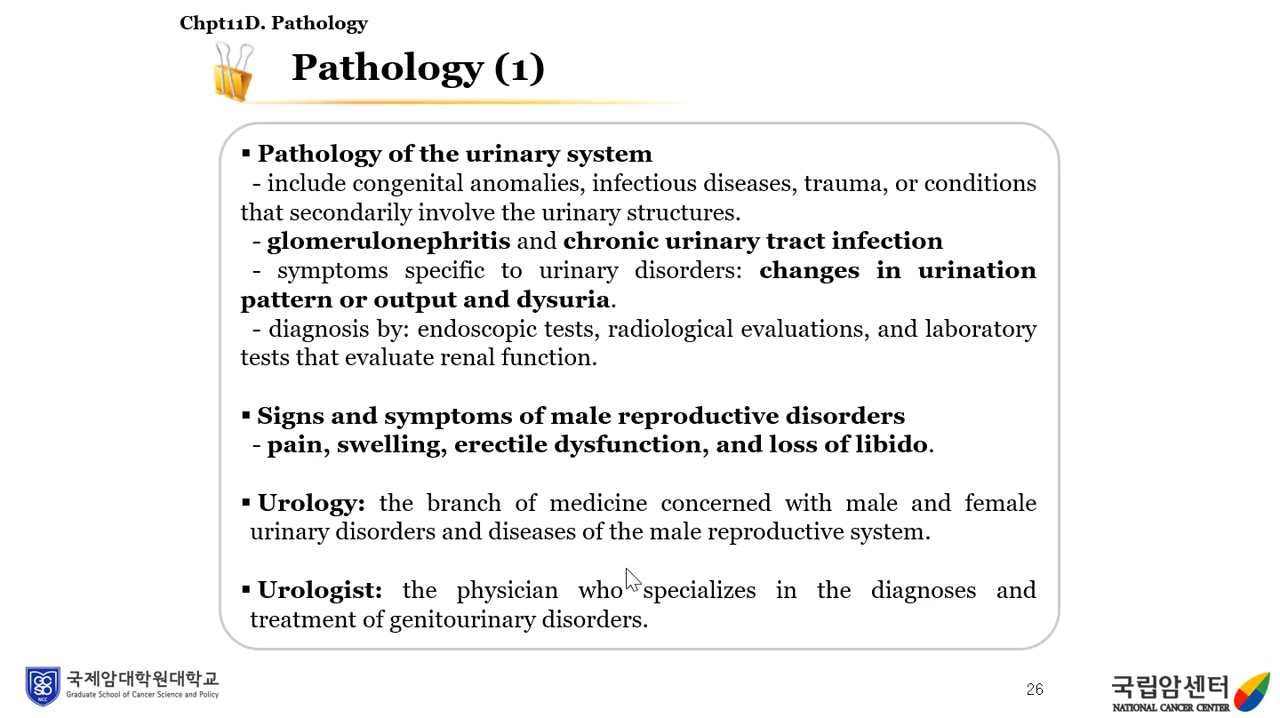 Chpt11D. Pathology
Pathology (1)
▪ Pathology of the urinary system
- include congenital anomalies, infectious diseases, trauma, or conditions
that secondarily involve the urinary structures.
- glomerulonephritis and chronic urinary tract infection
- symptoms specific to urinary disorders: changes in urination
pattern or output and dysuria.
- diagnosis by: endoscopic tests, radiological evaluations, and laboratory
tests that evaluate renal function.
▪ Signs and symptoms of male reproductive disorders
- pain, swelling, erectile dysfunction, and loss of libido.
▪ Urology: the branch of medicine concerned with male and female
urinary disorders and diseases of the male reproductive system.
▪ Urologist: the physician who specializes in the diagnoses and
treatment of genitourinary disorders.
NCC
국제암대학원대학교
Graduate School of Cancer Science and Policy
26
국립암센터
NATIONAL CANCER CENTER